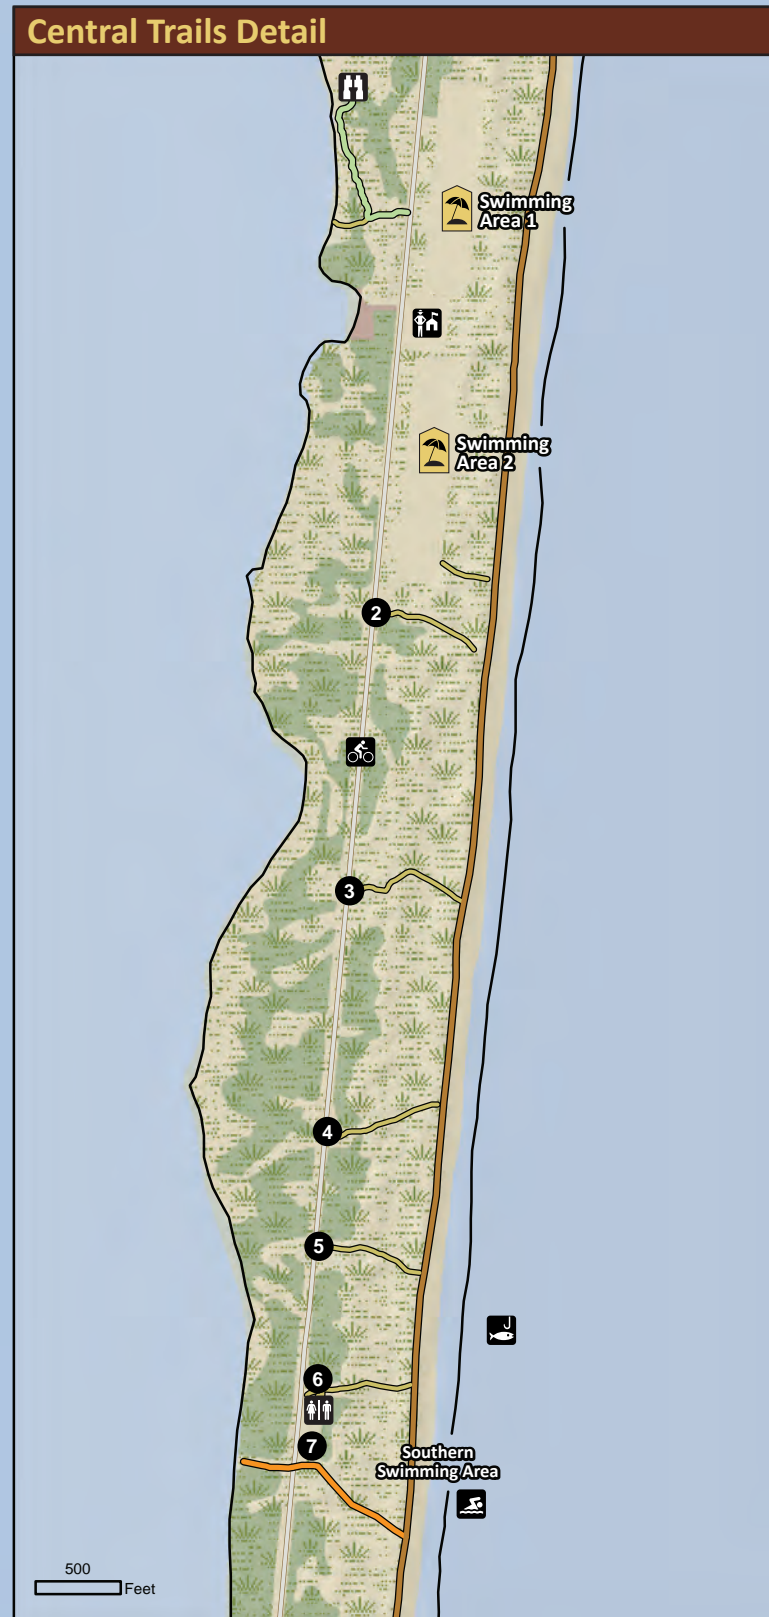 Central Trails Detail
Swimming
Area 1
Swimming
Area 2
2
3
4
5
6
7
Southern
Swimming Area
500
Feet